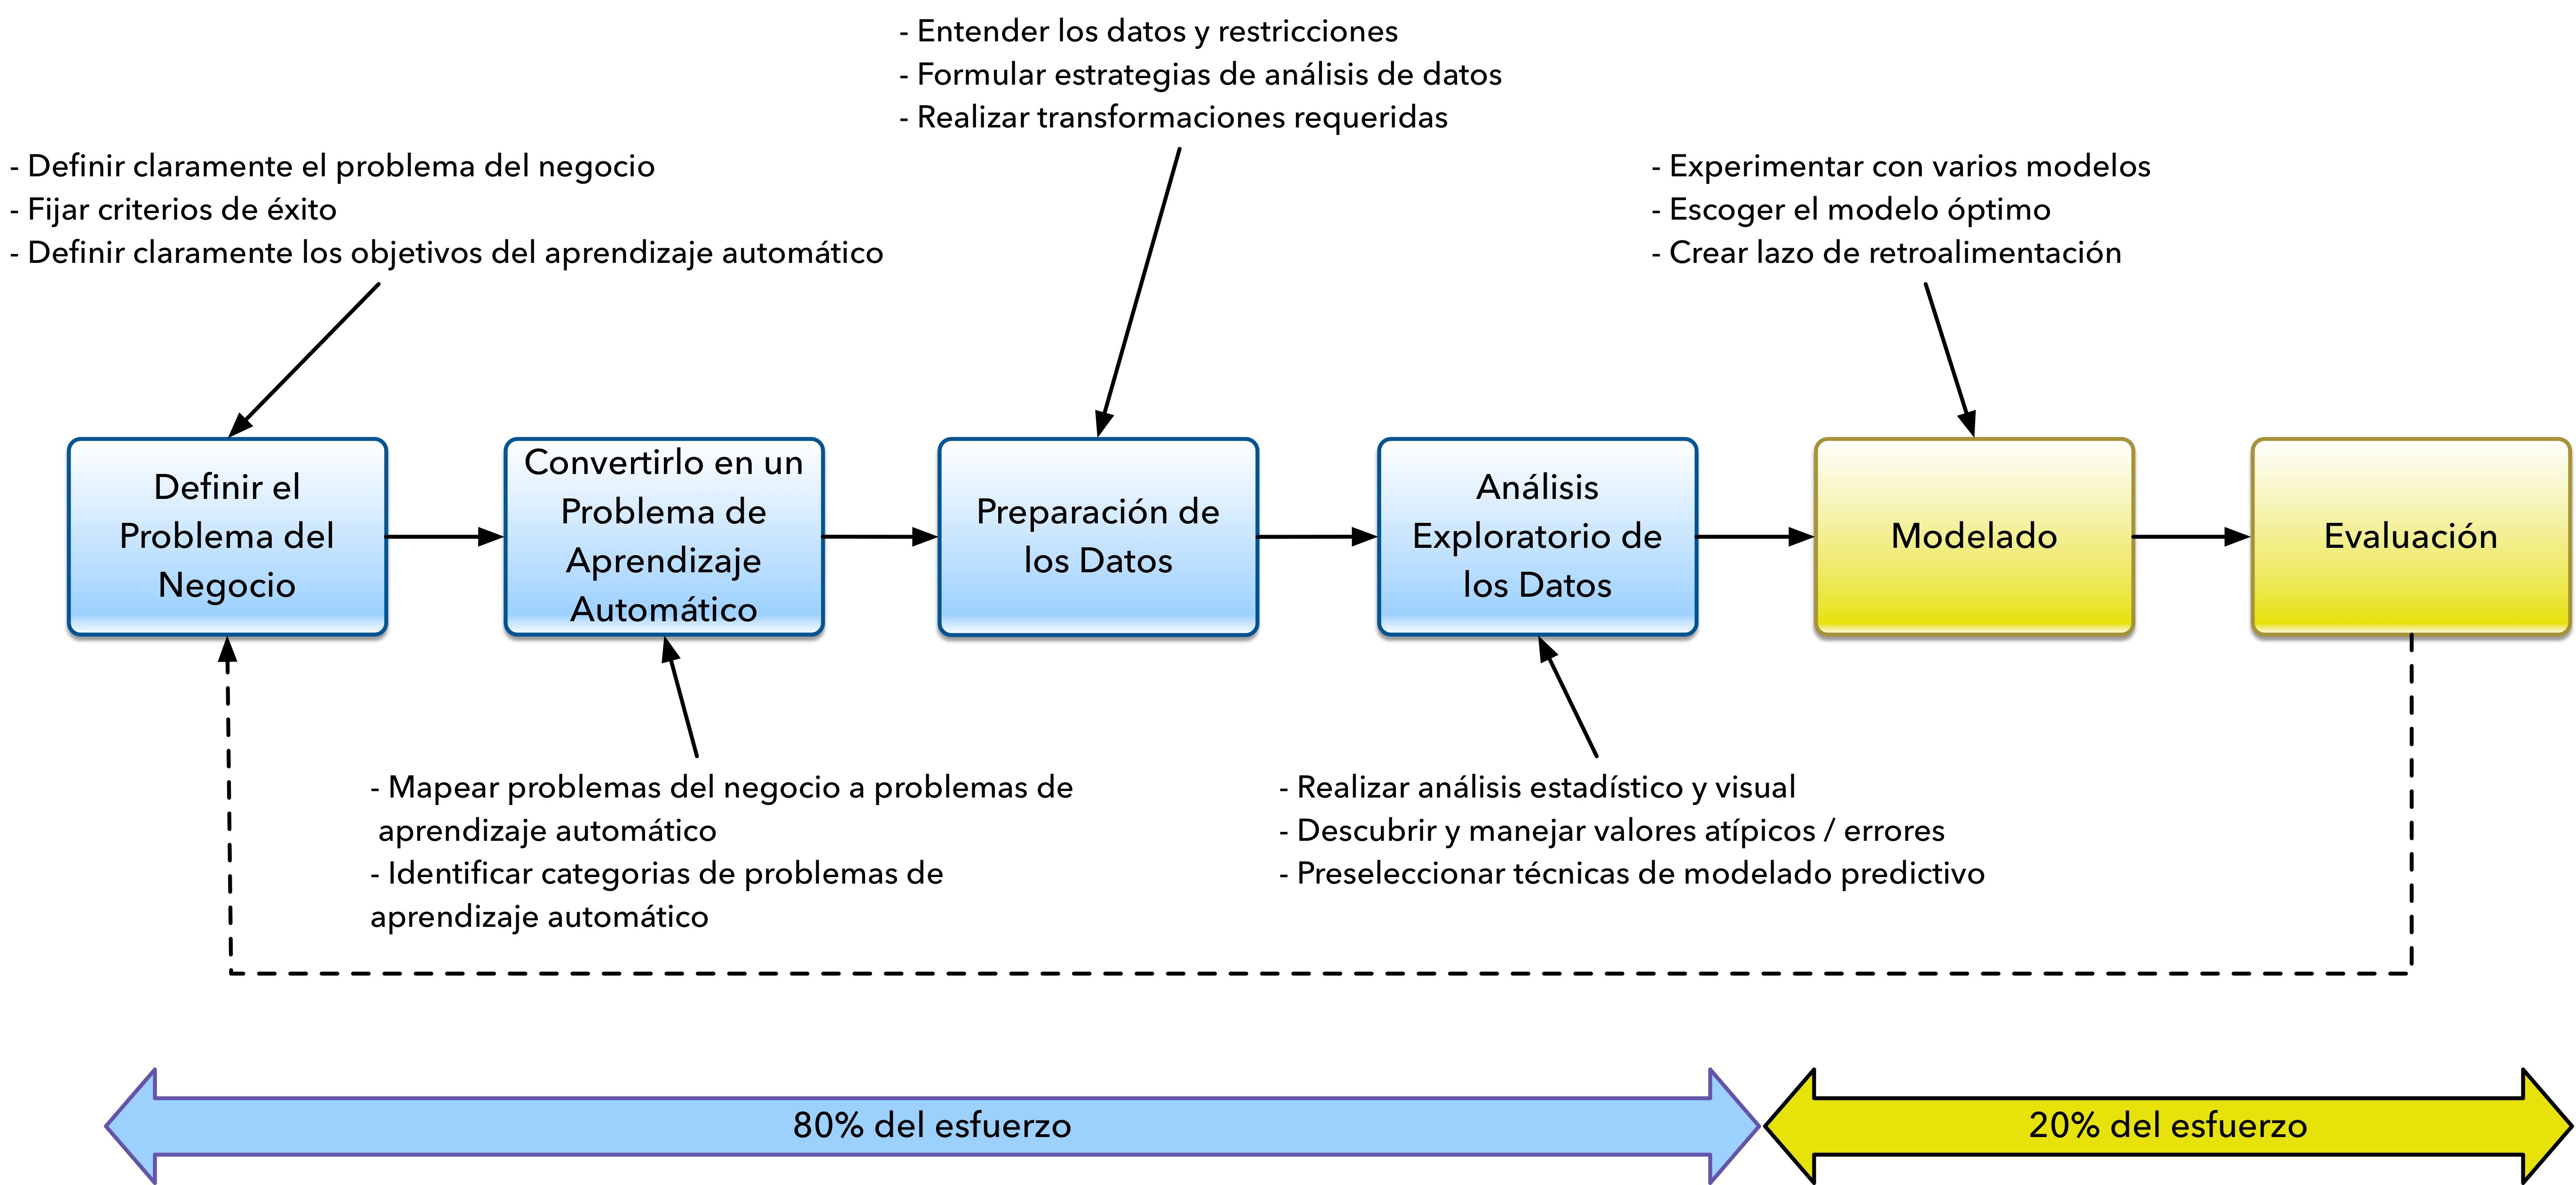 - Entender los datos y restricciones
- Formular estrategias de análisis de datos
- Realizar transformaciones requeridas
- Definir claramente el problema del negocio
- Fijar criterios de éxito
- Definir claramente los objetivos del aprendizaje automático
- Experimentar con varios modelos
- Escoger el modelo óptimo
- Crear lazo de retroalimentación
Definir el
Problema del
Negocio
Convertirlo en un
Problema de
Aprendizaje
Automático
Preparación de
los Datos
Análisis
Exploratorio de
los Datos
Modelado
Evaluación
- Mapear problemas del negocio a problemas de
aprendizaje automático
- Identificar categorias de problemas de
aprendizaje automático
- Realizar análisis estadístico y visual
- Descubrir y manejar valores atípicos / errores
- Preseleccionar técnicas de modelado predictivo
80% del esfuerzo
20% del esfuerzo